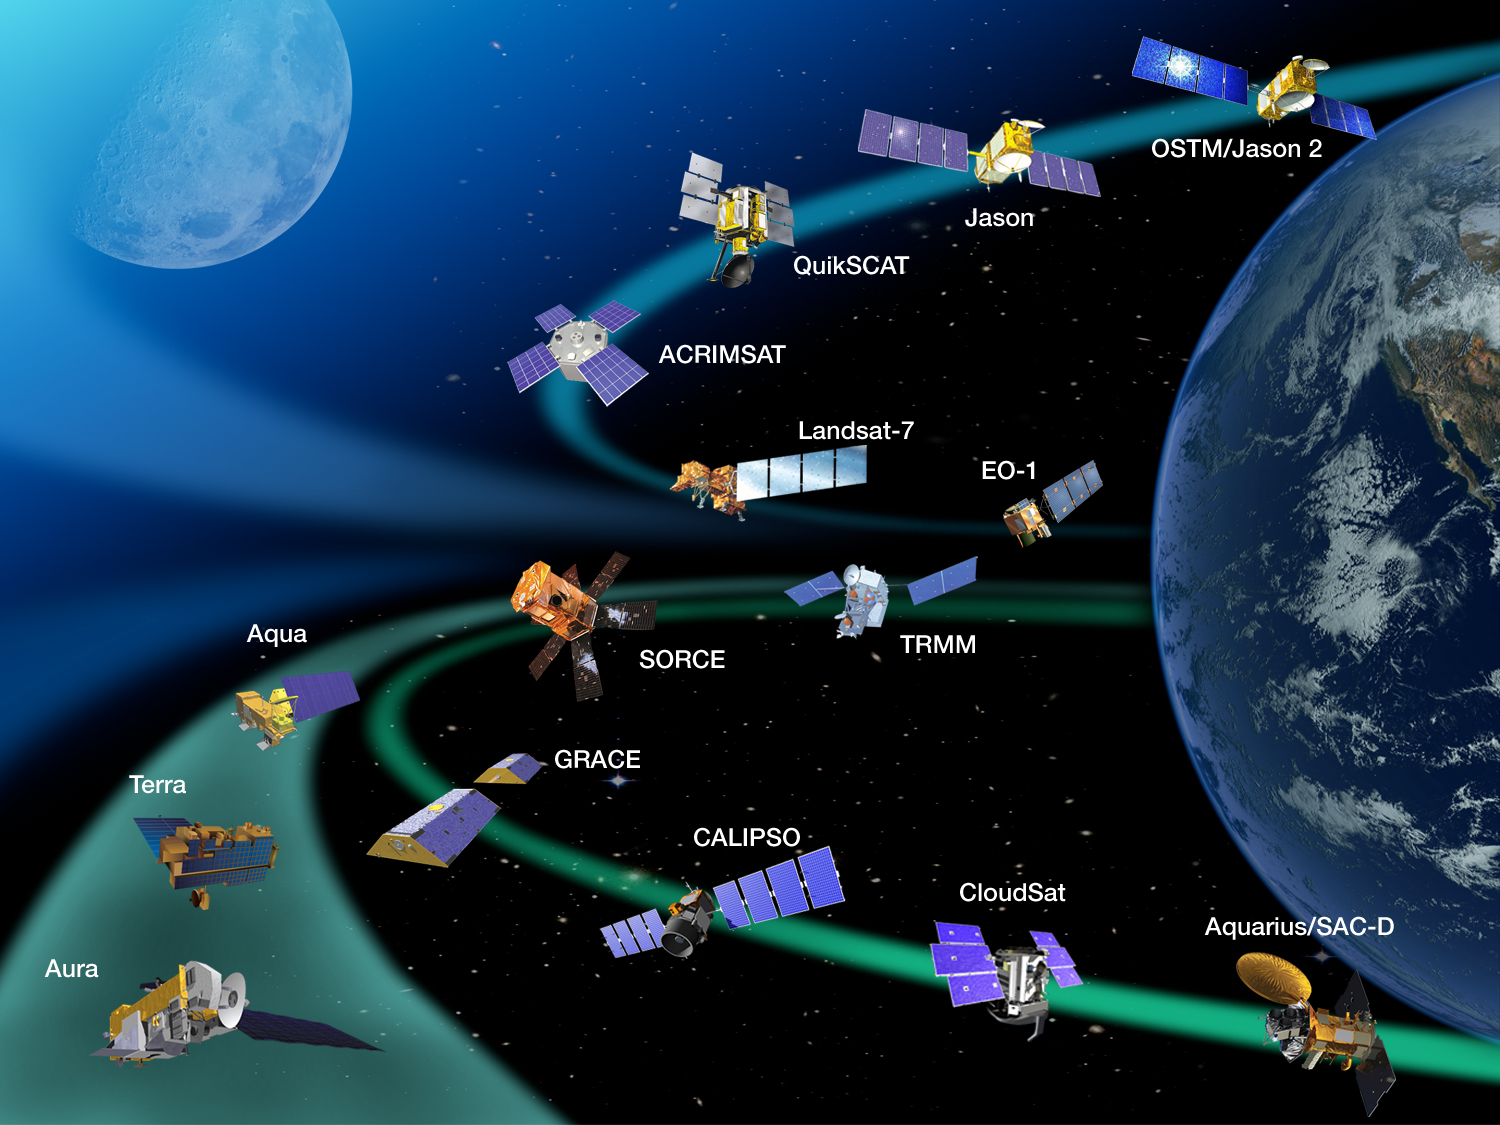 OSTM/Jason 2
Jason
QuikSCAT
ACRIMSAT
Landsat-7
EO-1
Aqua
SORCE
TRMM
GRACE
Terra
CALIPSO
CloudSat
Aquarius/SAC-D
Aura